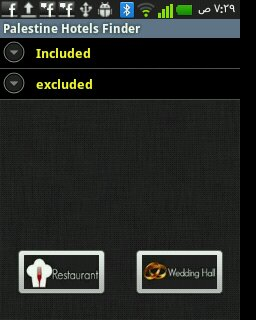 ٧:٢٩ ص
Palestine Hotels Finder
Included
excluded
Restaurant
Wedding Hall